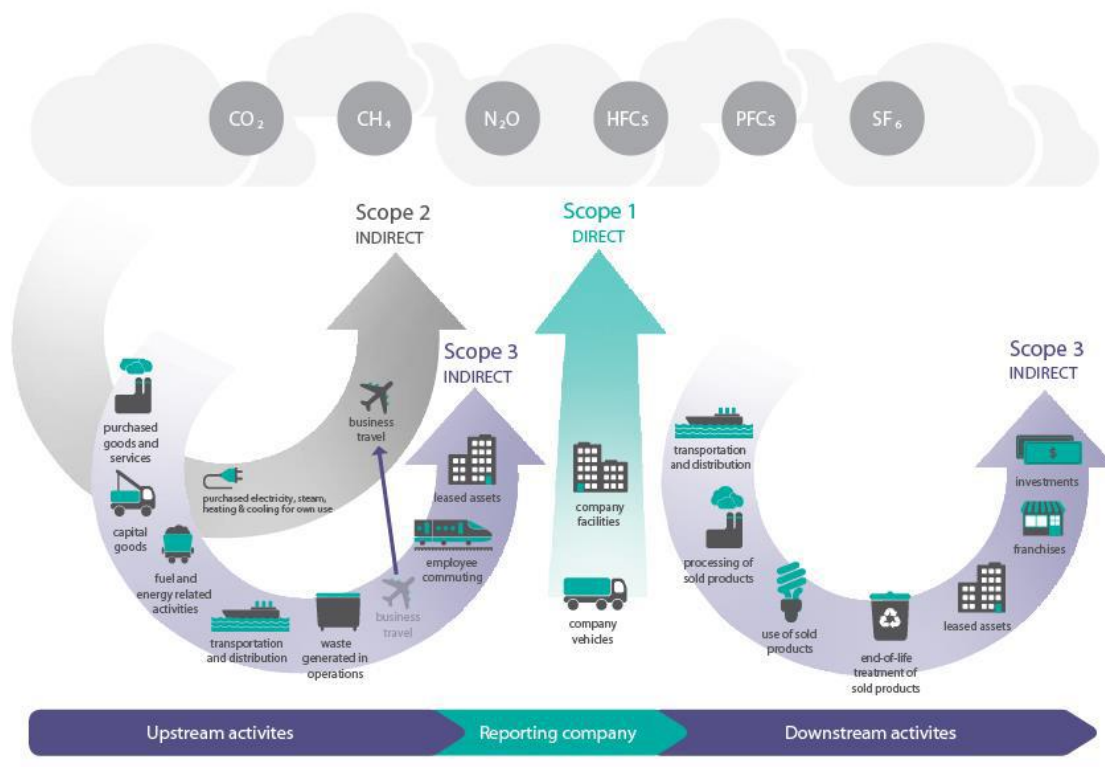 CO₂
CH₄
N₂O
HFCs
PFCs
SF₆
Scope 2
INDIRECT
Scope 1
DIRECT
Scope 3
INDIRECT
Scope 3
INDIRECT
purchased
goods and
services
capital
goods
fuel and
energy related
activities
purchased electricity, steam,
heating & cooling for own use
business
travel
transportation
and distribution
waste
generated in
operations
business
travel
employee
commuting
leased assets
company
facilities
company
vehicles
transportation
and distribution
processing of
sold products
use of sold
products
end-of-life
treatment of
sold products
leased assets
franchises
$
investments
Upstream activites
Reporting company
Downstream activites